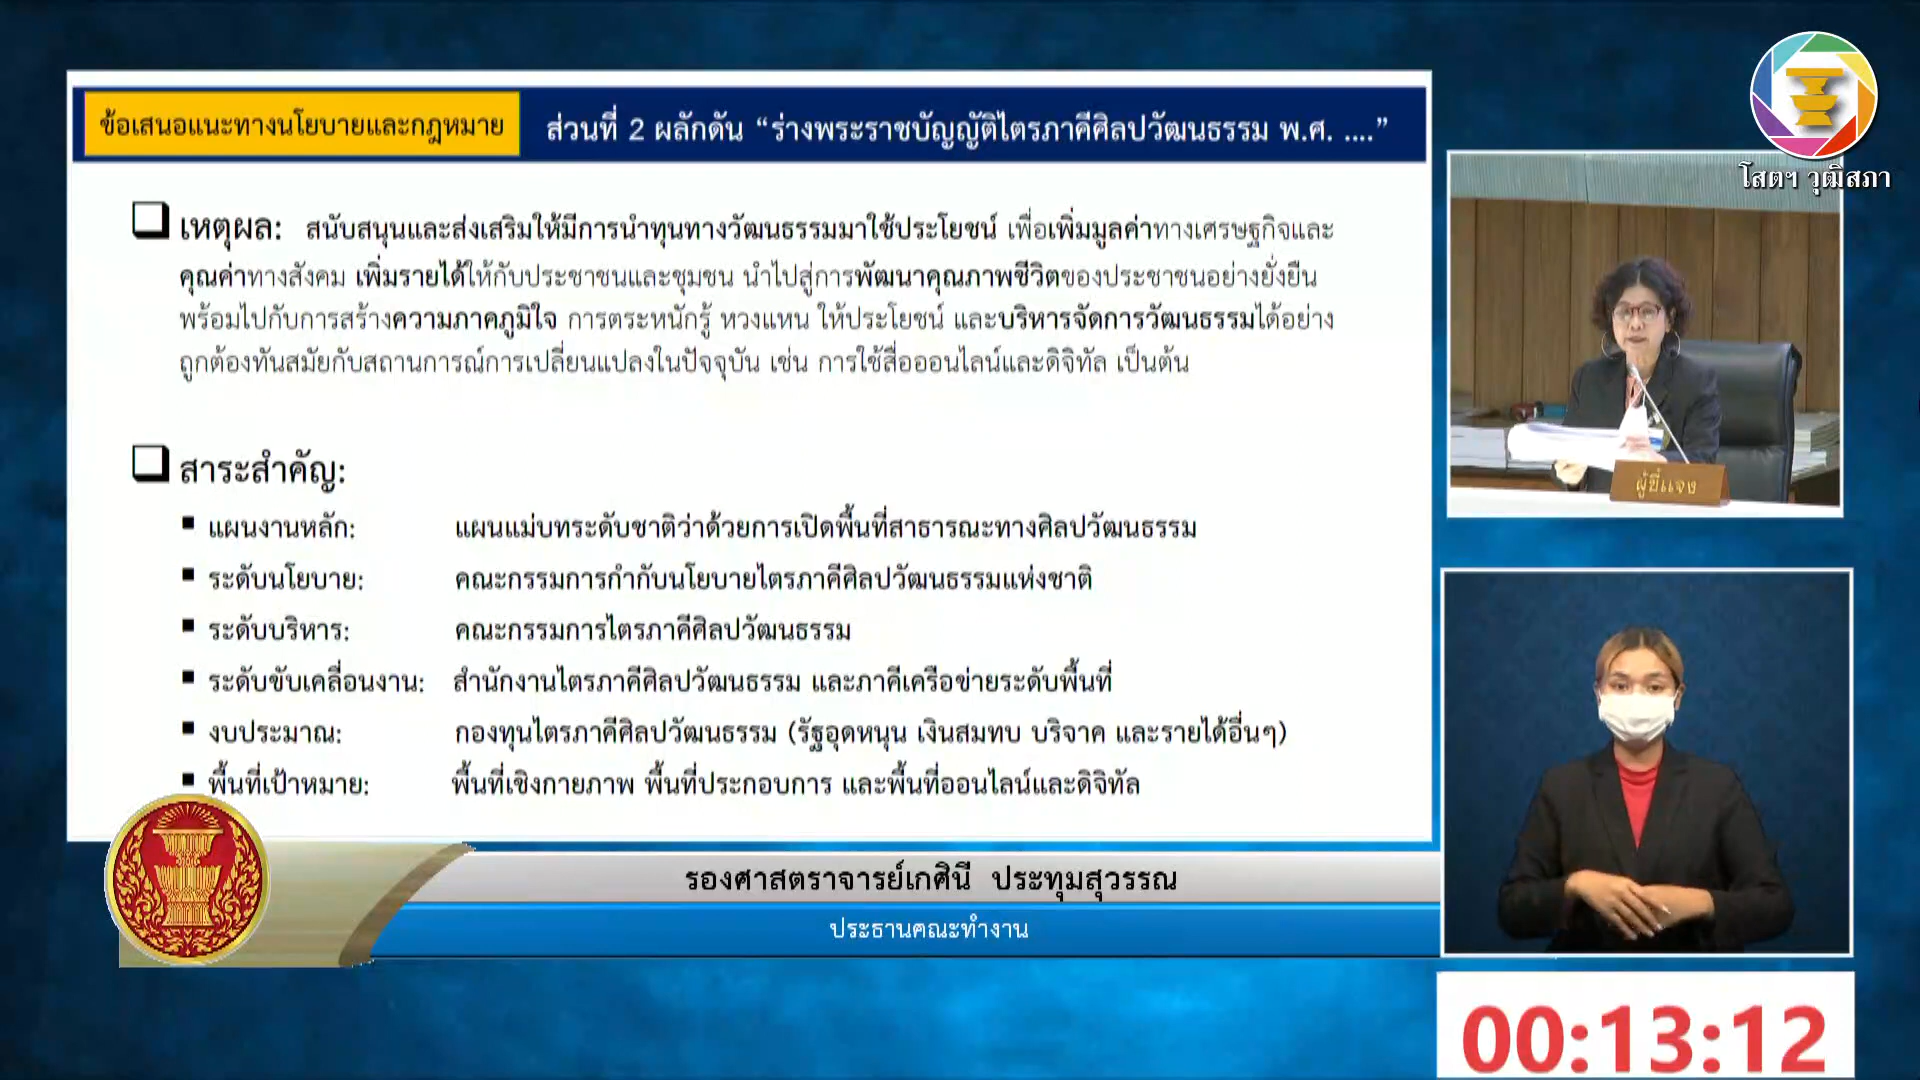 ข้อเสนอแนะทางนโยบายและกฎหมาย
ส่วนที่ 2 ผลักดัน “ร่างพระราชบัญญัติไตรภาคีศิลปวัฒนธรรม พ.ศ. ....”
โสตฯ วุฒิสภา
เหตุผล: สนับสนุนและส่งเสริมให้มีการนำทุนทางวัฒนธรรมมาใช้ประโยชน์ เพื่อเพิ่มมูลค่าทางเศรษฐกิจและ
คุณค่าทางสังคม เพิ่มรายได้ให้กับประชาชนและชุมชน นำไปสู่การพัฒนาคุณภาพชีวิตของประชาชนอย่างยั่งยืน
พร้อมไปกับการสร้างความภาคภูมิใจ การตระหนักรู้ หวงแหน ให้ประโยชน์ และบริหารจัดการวัฒนธรรมได้อย่าง
ถูกต้องทันสมัยกับสถานการณ์การเปลี่ยนแปลงในปัจจุบัน เช่น การใช้สื่อออนไลน์และดิจิทัล เป็นต้น
สาระสำคัญ:
แผนงานหลัก: แผนแม่บทระดับชาติว่าด้วยการเปิดพื้นที่สาธารณะทางศิลปวัฒนธรรม
ระดับนโยบาย: คณะกรรมการกำกับนโยบายไตรภาคีศิลปวัฒนธรรมแห่งชาติ
ระดับบริหาร: คณะกรรมการไตรภาคีศิลปวัฒนธรรม
ระดับขับเคลื่อนงาน: สำนักงานไตรภาคีศิลปวัฒนธรรม และภาคีเครือข่ายระดับพื้นที่
งบประมาณ: กองทุนไตรภาคีศิลปวัฒนธรรม (รัฐอุดหนุน เงินสมทบ บริจาค และรายได้อื่นๆ)
พื้นที่เป้าหมาย: พื้นที่เชิงกายภาพ พื้นที่ประกอบการ และพื้นที่ออนไลน์และดิจิทัล
ผู้ชี้แจง
รองศาสตราจารย์เกศินี ประทุมสุวรรณ
ประธานคณะทำงาน
00:13:12